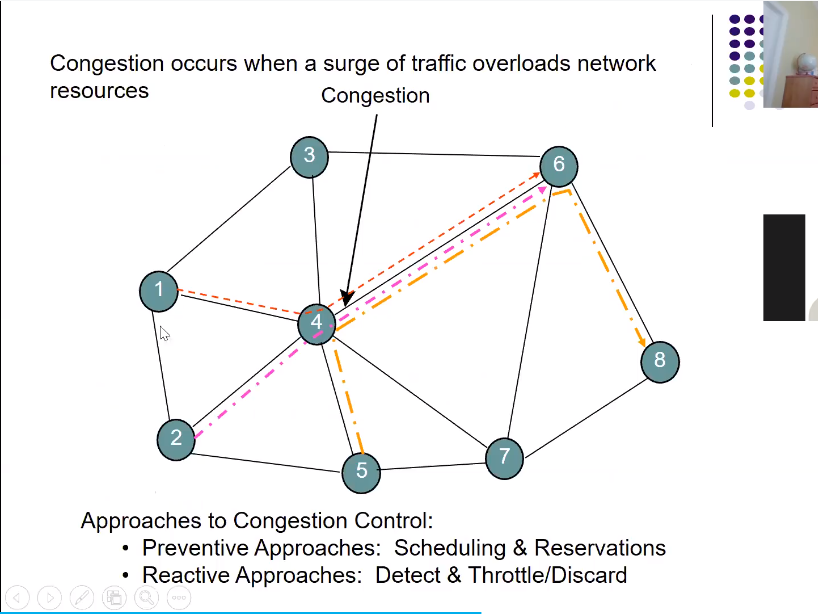 Congestion occurs when a surge of traffic overloads network
resources
Congestion
3
6
1
4
8
2
7
5
Approaches to Congestion Control:
• Preventive Approaches: Scheduling & Reservations
• Reactive Approaches: Detect & Throttle/Discard